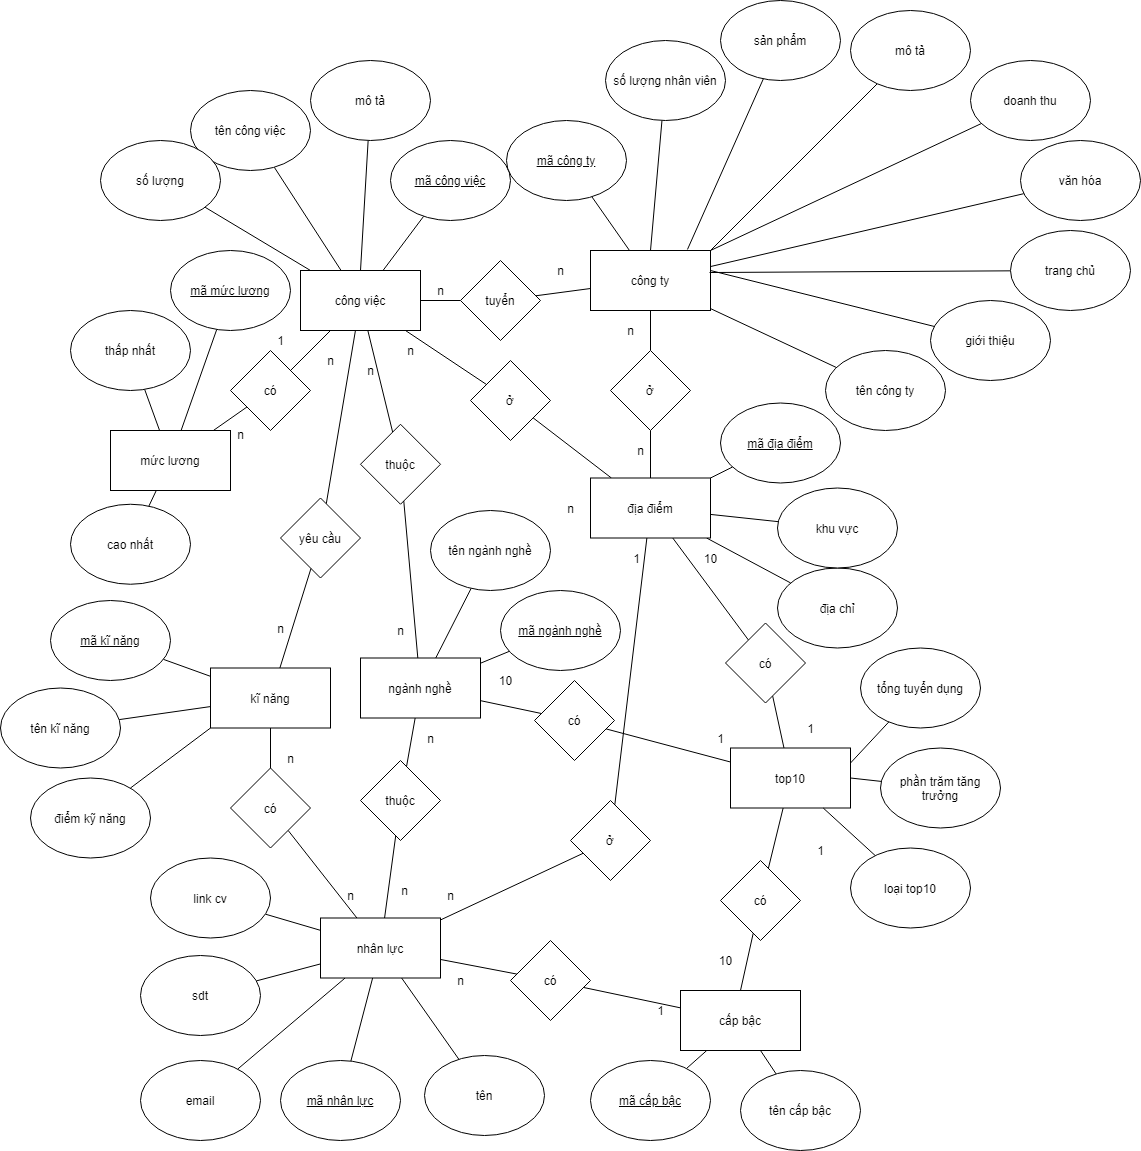 sản phẩm
mô tả
số lượng nhân viên
mô tả
doanh thu
tên công việc
mã công ty
số lượng
mã công việc
văn hóa
trang chủ
n
công ty
mã mức lương
n
công việc
tuyển
n
1
giới thiệu
thấp nhất
n
n
n
có
ở
ở
tên công ty
n
mức lương
n
mã địa điểm
thuộc
n
địa điểm
khu vực
yêu cầu
cao nhất
tên ngành nghề
1
10
địa chỉ
n
n
mã ngành nghề
mã kĩ năng
có
10
ngành nghề
tổng tuyển dụng
kĩ năng
có
tên kĩ năng
1
1
n
n
top10
phần trăm tăng
trưởng
thuộc
có
điểm kỹ năng
ở
1
n
n
n
loại top10
link cv
có
nhân lực
10
n
có
sdt
1
cấp bậc
email
mã nhân lực
tên
mã cấp bậc
tên cấp bậc